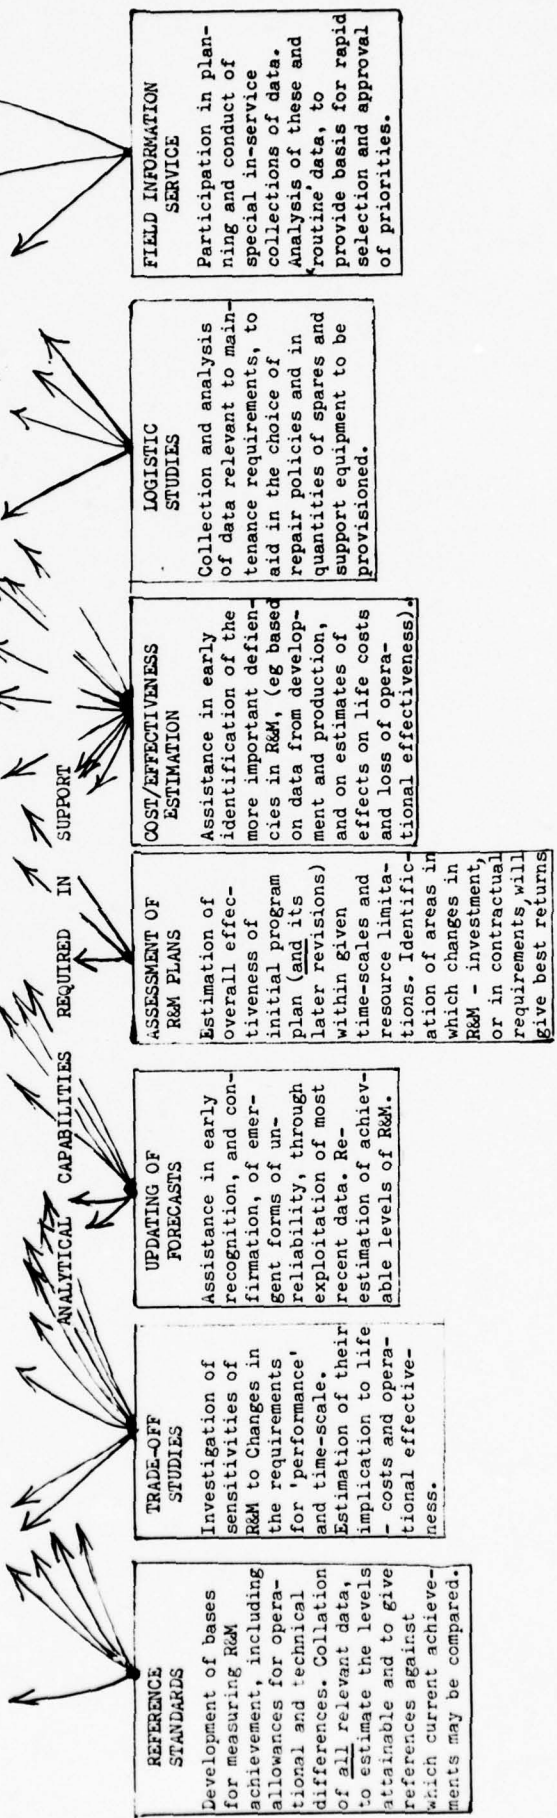 ANALYTICAL CAPABILITIES REQUIRED IN SUPPORT
REFERENCE
STANDARDS
Development of bases
for measuring R&M
achievement, including
allowances for opera-
tional and technical
differences. Collation
of all relevant data,
to estimate the levels
attainable and to give
references against
which current achieve-
ments may be compared.
TRADE-OFF
STUDIES
Investigation of
sensitivities of
R&M to Changes in
the requirements
for 'performance'
and time-scale.
Estimation of their
implication to life
- costs and opera-
tional effective-
ness.
UPDATING OF
FORECASTS
Assistance in early
recognition, and con-
firmation, of emer-
gent forms of un-
reliability, through
exploitation of most
recent data. Re-
estimation of achiev-
able levels of R&M.
ASSESSMENT OF
R&M PLANS
Estimation of
overall effec-
tiveness of
initial program
plan (and its
later revisions)
within given
time-scales and
resource limita-
tions. Identific-
ation of areas in
which changes in
R&M - investment,
or in contractual
requirements, will
give best returns
COST/EFFECTIVENESS
ESTIMATION
Assistance in early
identification of the
more important defien-
cies in R&M, (eg based
on data from develop-
ment and production,
and on estimates of
effects on life costs
and loss of opera-
tional effectiveness).
LOGISTIC
STUDIES
Collection and analysis
of data relevant to main-
tenance requirements, to
aid in the choice of
repair policies and in
quantities of spares and
support equipment to be
provisioned.
FIELD INFORMATION
SERVICE
Participation in plan-
ning and conduct of
special in-service
collections of data.
Analysis of these and
'routine' data, to
provide basis for rapid
selection and approval
of priorities.